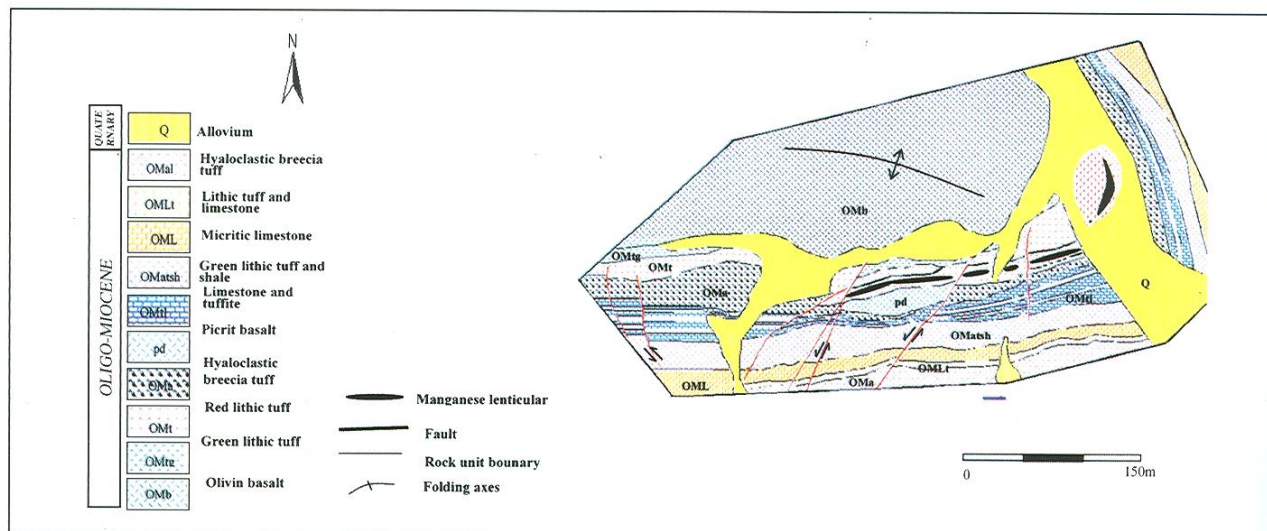 N
QUATE
RNARY
OLIGO-MIOCENE
Q
Allovium
OMal
Hyaloclastic breecia
tuff
OMLt
Lithic tuff and
limestone
OML
Micritic limestone
OMatsh
Green lithic tuff and
shale
OMtl
Limestone and
tuffite
pd
Picrit basalt
OMa
Hyaloclastic
breecia tuff
OMt
Red lithic tuff
OMtg
Green lithic tuff
OMb
Olivin basalt
Manganese lenticular
Fault
Rock unit bounary
Folding axes
OMb
OMtg
OMt
OMa
pd
OMtl
Q
OMatsh
OMLt
OML
OMa
0
150m